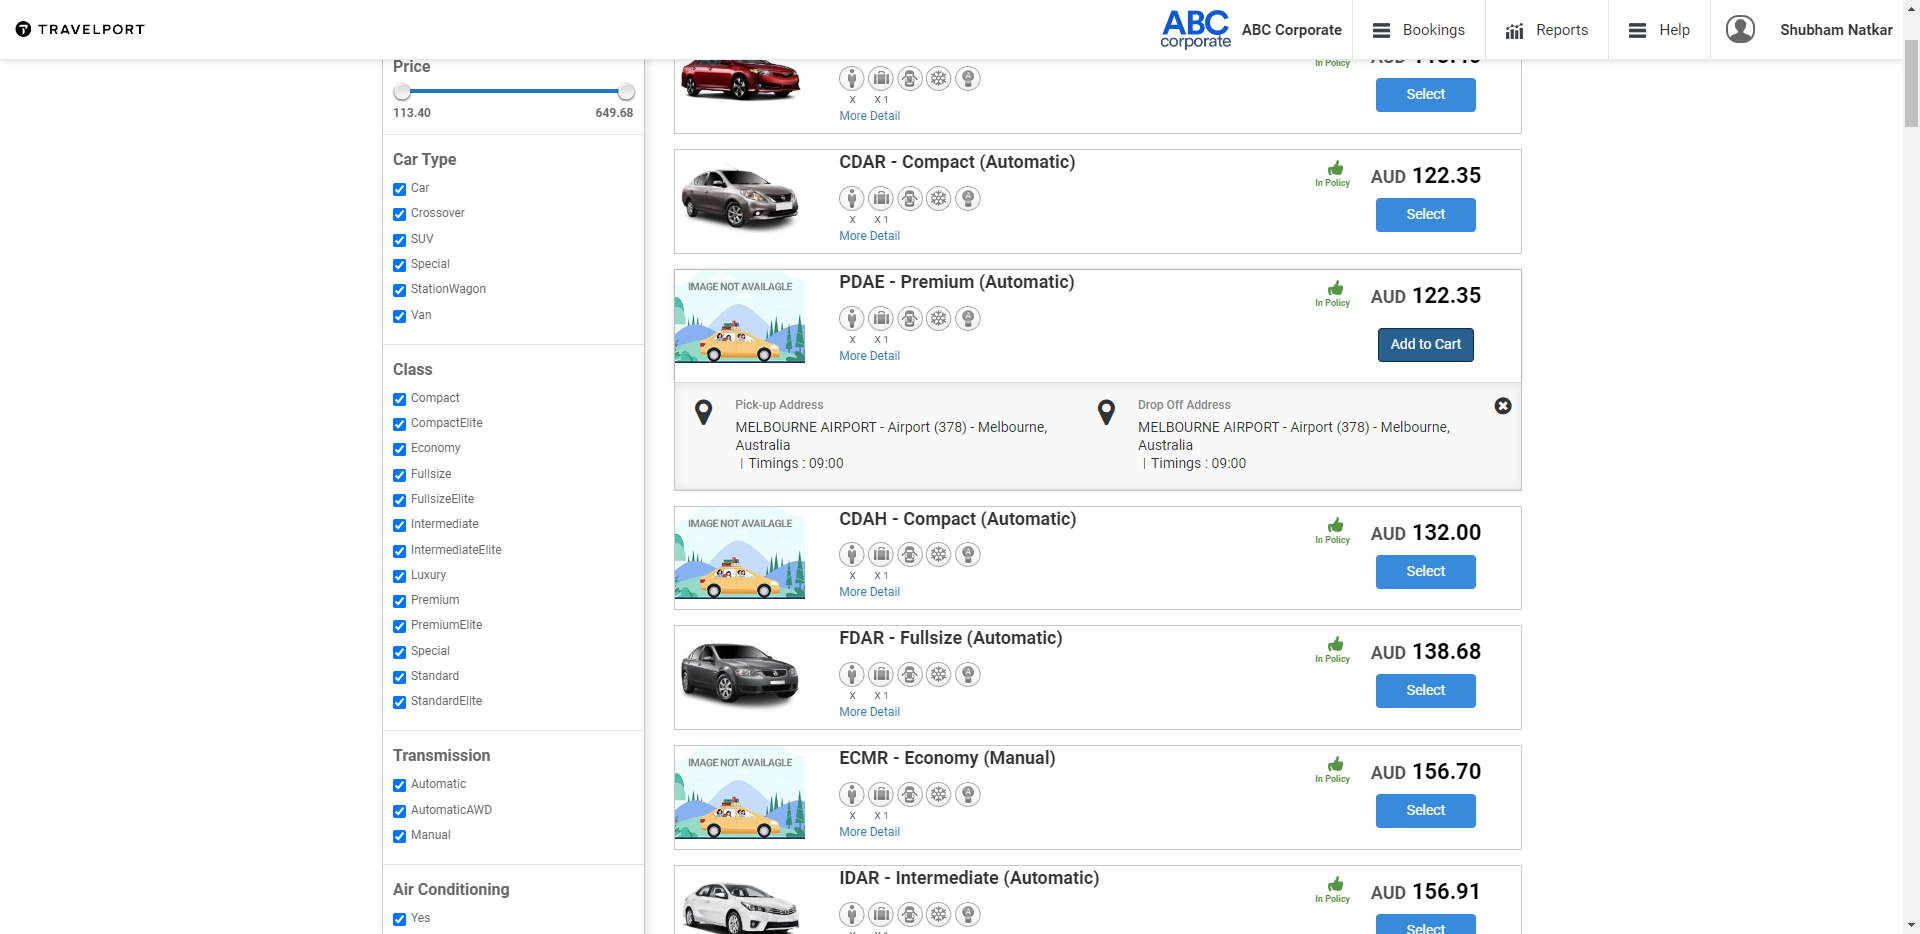 TRAVELPORT
ABC
corporate
ABC Corporate
Bookings
Reports
Help
Shubham Natkar
Price
113.40
649.68
Car Type
Car
Crossover
SUV
Special
StationWagon
Van
Class
Compact
CompactElite
Economy
Fullsize
FullsizeElite
Intermediate
IntermediateElite
Luxury
Premium
PremiumElite
Special
Standard
StandardElite
Transmission
Automatic
AutomaticAWD
Manual
Air Conditioning
Yes
X X 1
More Detail
In Policy
AUD
Select
CDAR - Compact (Automatic)
X X 1
More Detail
In Policy
AUD 122.35
Select
IMAGE NOT AVAILAGLE
PDAE - Premium (Automatic)
X X 1
More Detail
In Policy
AUD 122.35
Add to Cart
Pick-up Address
MELBOURNE AIRPORT - Airport (378) - Melbourne,
Australia
| Timings : 09:00
Drop Off Address
MELBOURNE AIRPORT - Airport (378) - Melbourne,
Australia
| Timings : 09:00
IMAGE NOT AVAILAGLE
CDAH - Compact (Automatic)
X X 1
More Detail
In Policy
AUD 132.00
Select
FDAR - Fullsize (Automatic)
X X 1
More Detail
In Policy
AUD 138.68
Select
IMAGE NOT AVAILAGLE
ECMR - Economy (Manual)
X X 1
More Detail
In Policy
AUD 156.70
Select
IDAR - Intermediate (Automatic)
In Policy
AUD 156.91
Select